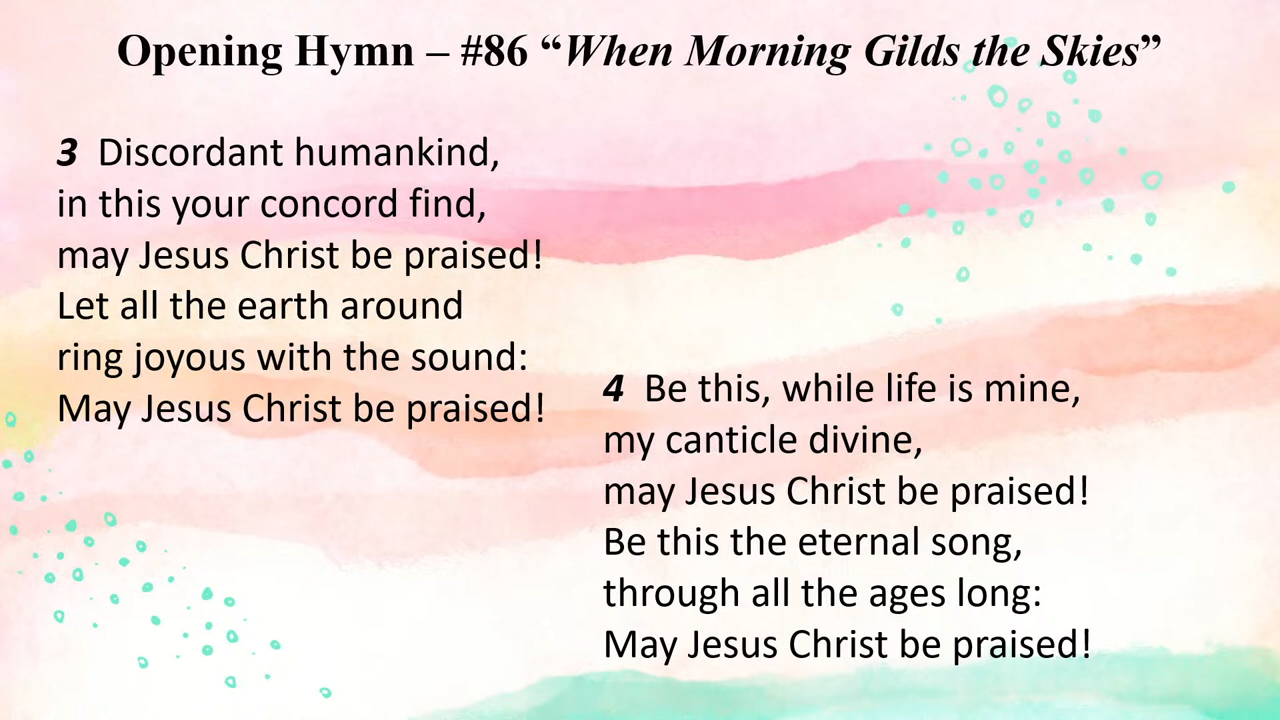 Opening Hymn – #86 “When Morning Gilds the Skies”
3 Discordant humankind,
in this your concord find,
may Jesus Christ be praised!
Let all the earth around
ring joyous with the sound:
May Jesus Christ be praised!
4 Be this, while life is mine,
my canticle divine,
may Jesus Christ be praised!
Be this the eternal song,
through all the ages long:
May Jesus Christ be praised!